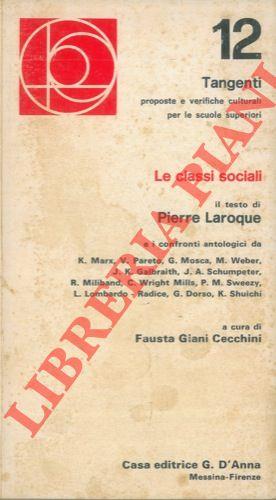 12
Tangenti
proposte e verifiche culturali
per le scuole superiori
Le classi sociali
il testo di
Pierre Laroque
e i confronti antologici da
K. Marx, V. Pareto, G. Mosca, M. Weber,
J. K. Galbraith, J. A. Schumpeter,
R. Miliband, C. Wright Mills, P. M. Sweezy,
L. Lombardo - Radice, G. Dorso, K. Shuichi
a cura di
Fausta Giani Cecchini
Casa editrice G. D'Anna
Messina-Firenze
LIBRERIA PIANI
LIBRERIA PIANI